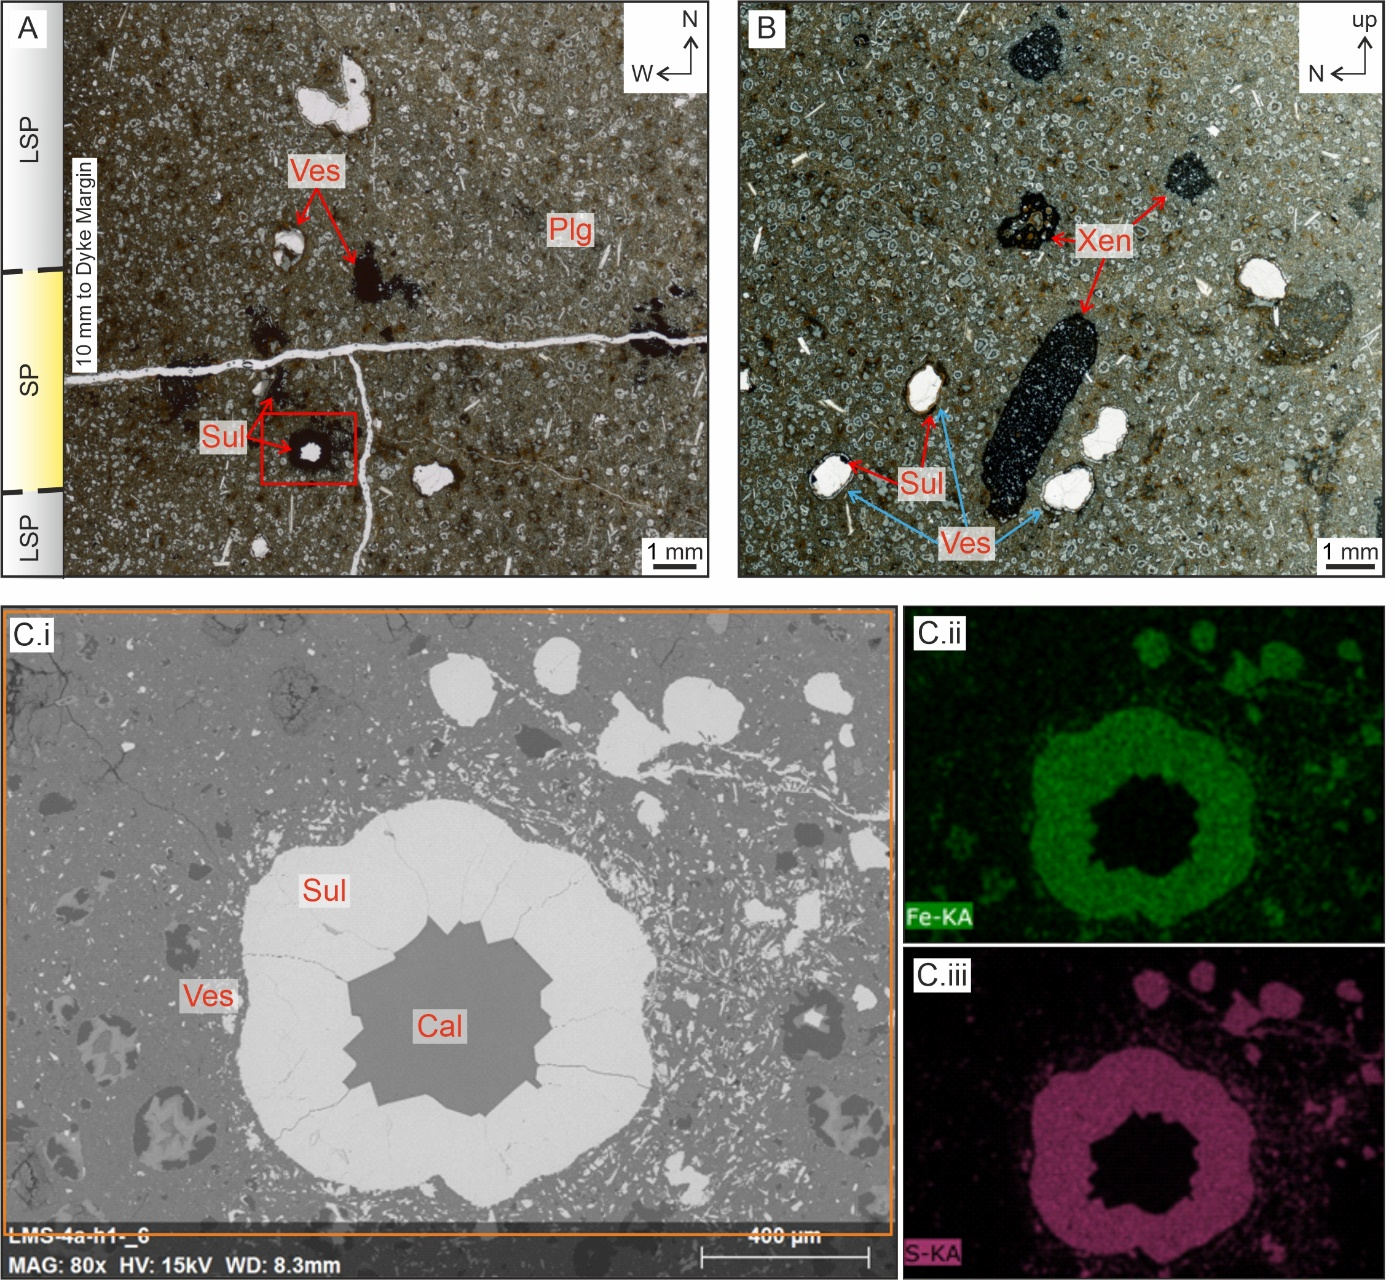 A
N
W
LSP
SP
LSP
10 mm to Dyke Margin
Ves
Plg
Sul
1 mm
B
up
N
Xen
Sul
Ves
1 mm
C.i
Sul
Ves
Cal
LMS-4a-h1-_6
400 µm
MAG: 80x HV: 15kV WD: 8.3mm
C.ii
Fe-KA
C.iii
S-KA